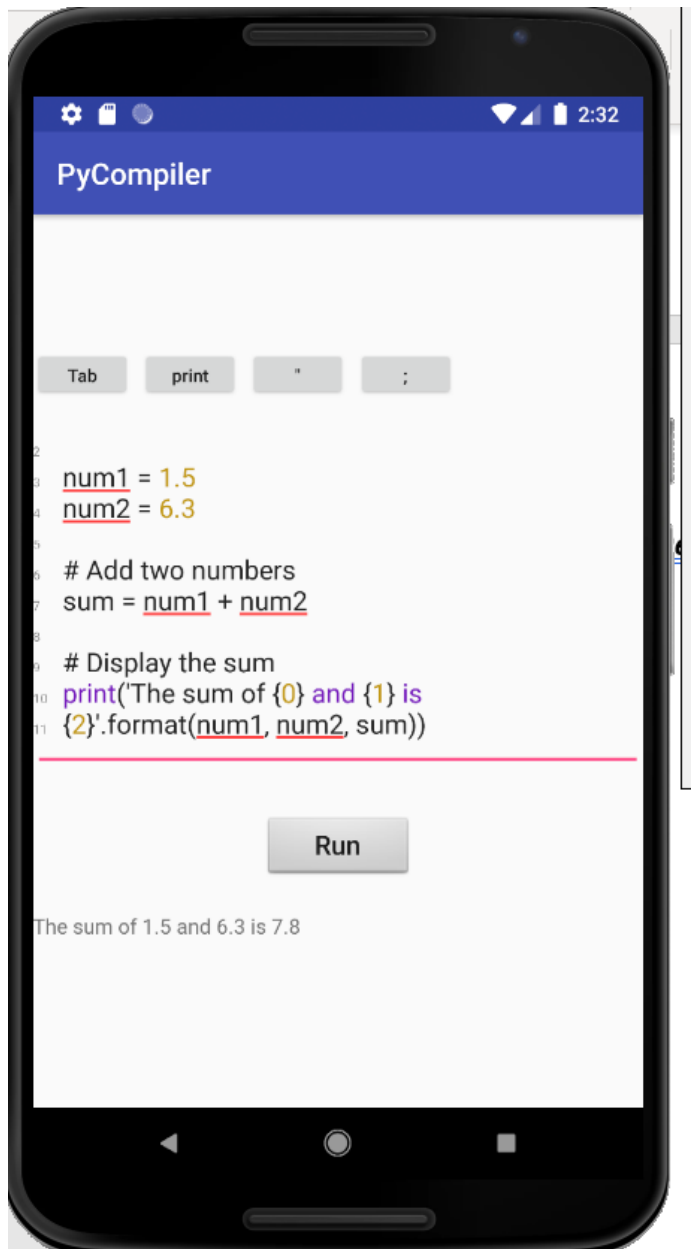 2:32
PyCompiler
Tab print " ;
2
3 num1 = 1.5
4 num2 = 6.3
5
6 # Add two numbers
7 sum = num1 + num2
8
9 # Display the sum
10 print('The sum of {0} and {1} is
11 {2}'.format(num1, num2, sum))
Run
The sum of 1.5 and 6.3 is 7.8